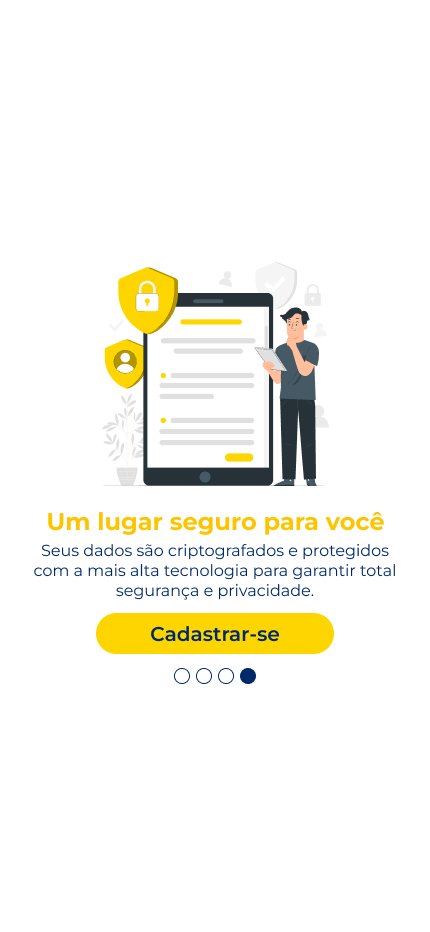 Um lugar seguro para você
Seus dados são criptografados e protegidos
com a mais alta tecnologia para garantir total
segurança e privacidade.
Cadastrar-se